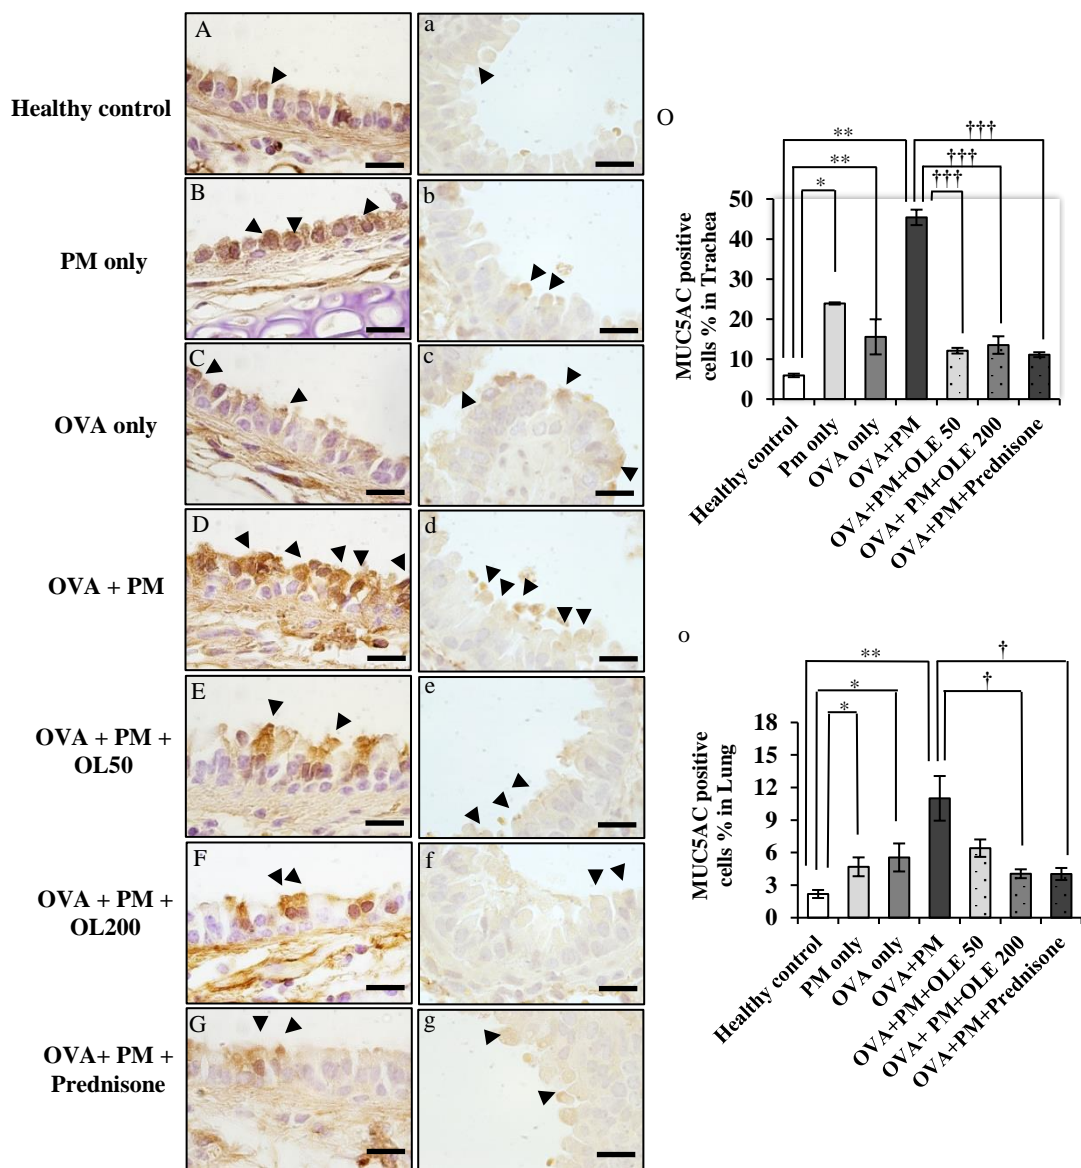 A
a
Healthy control
B
b
PM only
C
c
OVA only
D
d
OVA + PM
E
e
OVA + PM +
OL50
F
f
OVA + PM +
OL200
G
g
OVA+ PM +
Prednisone
O
**
†††
**
†††
*
†††
MUC5AC positive
cells % in Trachea
50
40
30
20
10
0
Healthy control
Pm only
OVA only
OVA+PM
OVA+PM+OLE 50
OVA+ PM+OLE 200
OVA+PM+Prednisone
o
**
†
*
†
*
MUC5AC positive
cells % in Lung
18
15
12
9
6
3
0
Healthy control
PM only
OVA only
OVA+PM
OVA+PM+OLE 50
OVA+ PM+OLE 200
OVA+PM+Prednisone